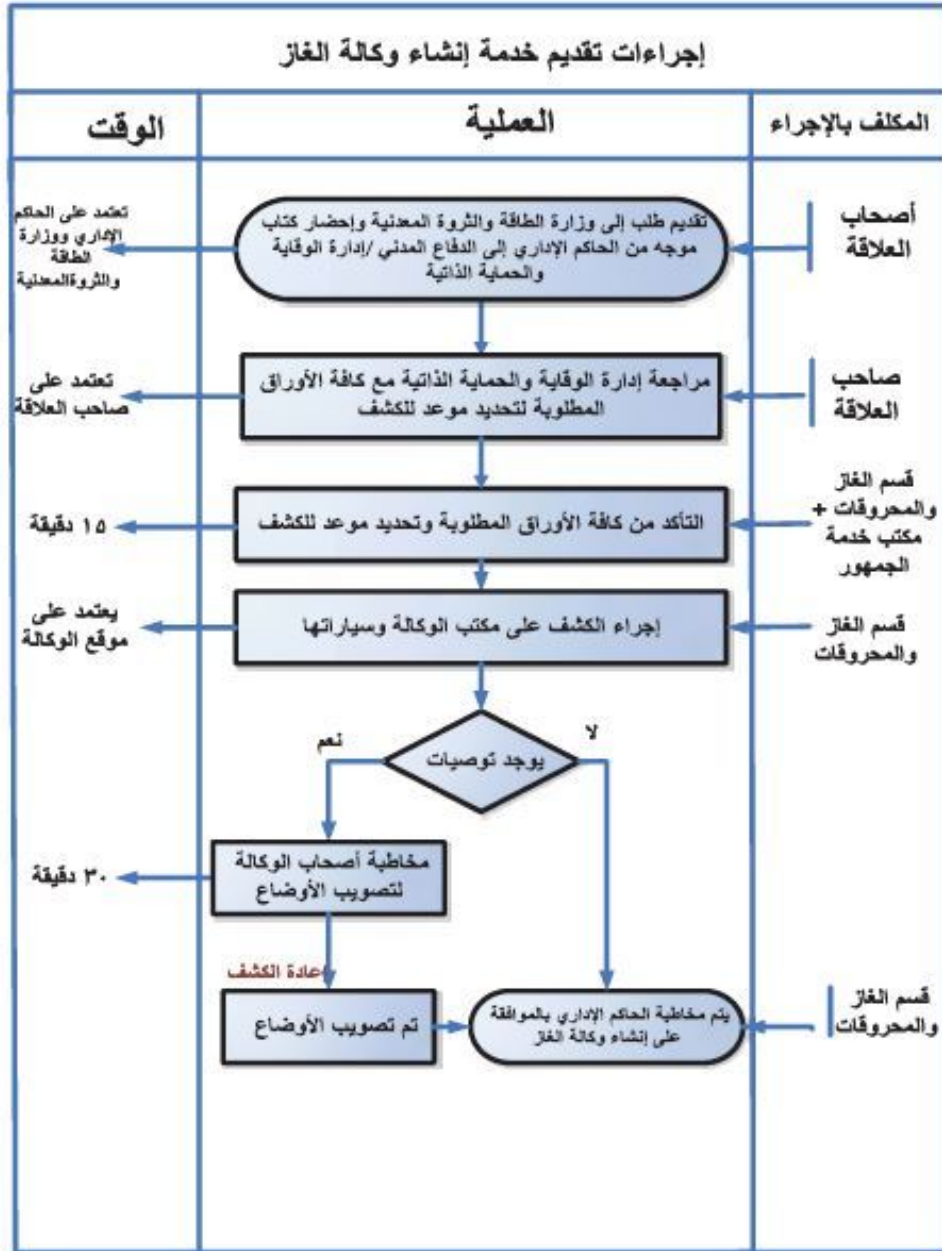 إجراءات تقديم خدمة إنشاء وكالة الغاز
المكلف بالإجراء
العملية
الوقت
أصحاب
العلاقة
تقديم طلب إلى وزارة الطاقة والثروة المعدنية وإحضار كتاب
موجه من الحاكم الإداري إلى الدفاع المدني /إدارة الوقاية
والحماية الذاتية
تعتمد على الحاكم
الإداري ووزارة
الطاقة
والثروةالمعدنية
صاحب
العلاقة
مراجعة إدارة الوقاية والحماية الذاتية مع كافة الأوراق
المطلوبة لتحديد موعد للكشف
تعتمد على
صاحب العلاقة
قسم الغاز
والمحروقات +
مكتب خدمة
الجمهور
التأكد من كافة الأوراق المطلوبة وتحديد موعد للكشف
١٥ دقيقة
قسم الغاز
والمحروقات
إجراء الكشف على مكتب الوكالة وسياراتها
يعتمد على
موقع الوكالة
يوجد توصيات
لا
نعم
مخاطبة أصحاب الوكالة
لتصويب الأوضاع
٣٠ دقيقة
إعادة الكشف
تم تصويب الأوضاع
قسم الغاز
والمحروقات
يتم مخاطبة الحاكم الإداري بالموافقة
على إنشاء وكالة الغاز